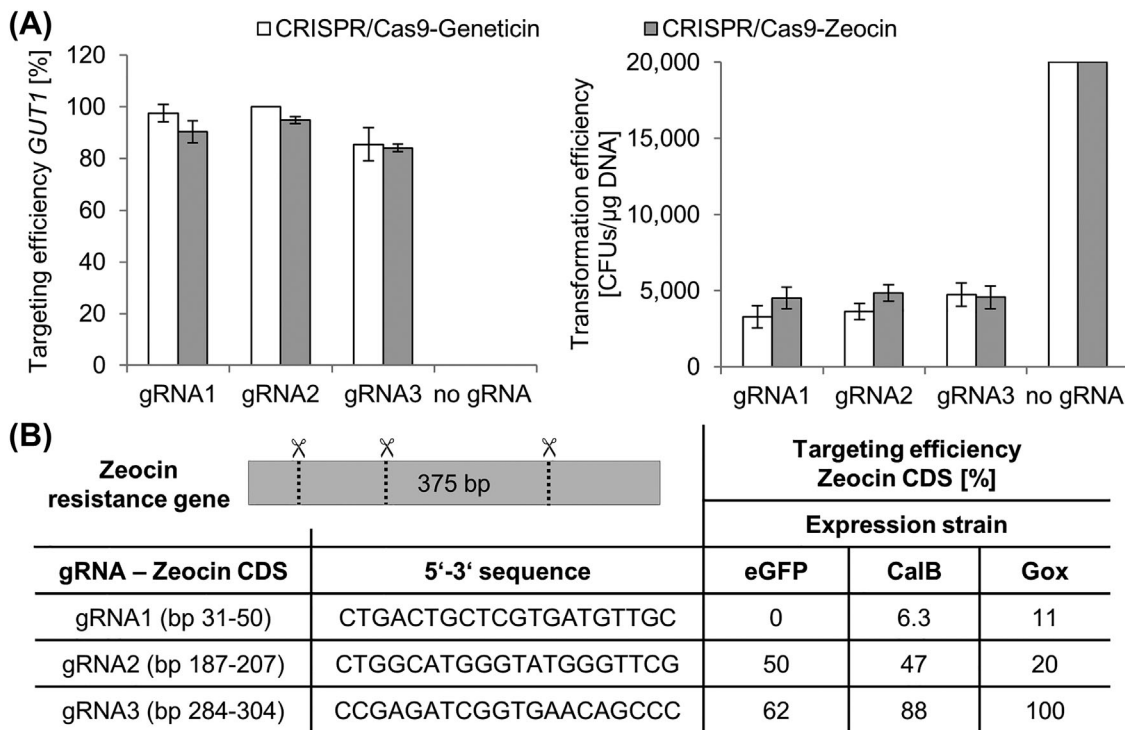 (A)
CRISPR/Cas9-Geneticin
CRISPR/Cas9-Zeocin
Targeting efficiency GUT1 [%]
120
100
80
60
40
20
0
gRNA1
gRNA2
gRNA3
no gRNA
Transformation efficiency
[CFUs/µg DNA]
20,000
15,000
10,000
5,000
0
gRNA1
gRNA2
gRNA3
no gRNA
(B)
Zeocin
resistance gene
375 bp
Targeting efficiency
Zeocin CDS [%]
Expression strain
gRNA – Zeocin CDS 5‘-3‘ sequence eGFP CalB Gox
gRNA1 (bp 31-50) CTGACTGCTCGTGATGTTGC 0 6.3 11
gRNA2 (bp 187-207) CTGGCATGGGTATGGGTTCG 50 47 20
gRNA3 (bp 284-304) CCGAGATCGGTGAACAGCCC 62 88 100